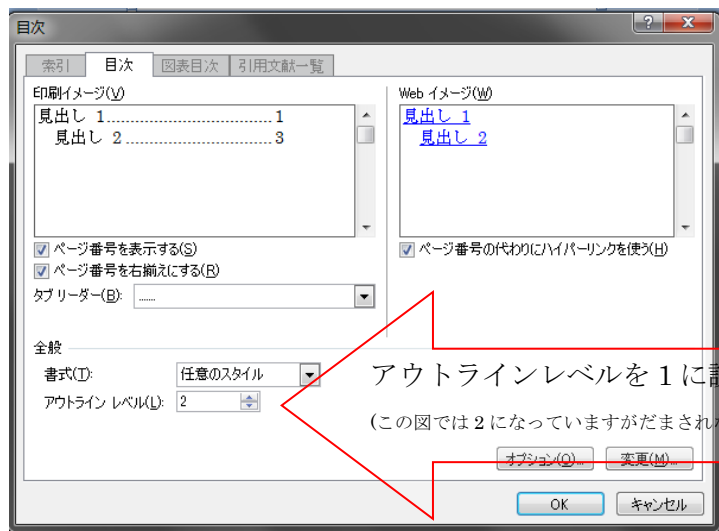 目次
索引 目次 図表目次 引用文献一覧
印刷イメージ(V)
見出し 1................................1
見出し 2............................3
Web イメージ(W)
見出し 1
見出し 2
ページ番号を表示する(S)
ページ番号を右揃えにする(R)
タブ リーダー(B): ......
ページ番号の代わりにハイパーリンクを使う(H)
全般
書式(T): 任意のスタイル
アウトライン レベル(L): 2
アウトラインレベルを 1 に
(この図では 2 になっていますがだまされ
オプション(O)... 変更(M)...
OK キャンセル